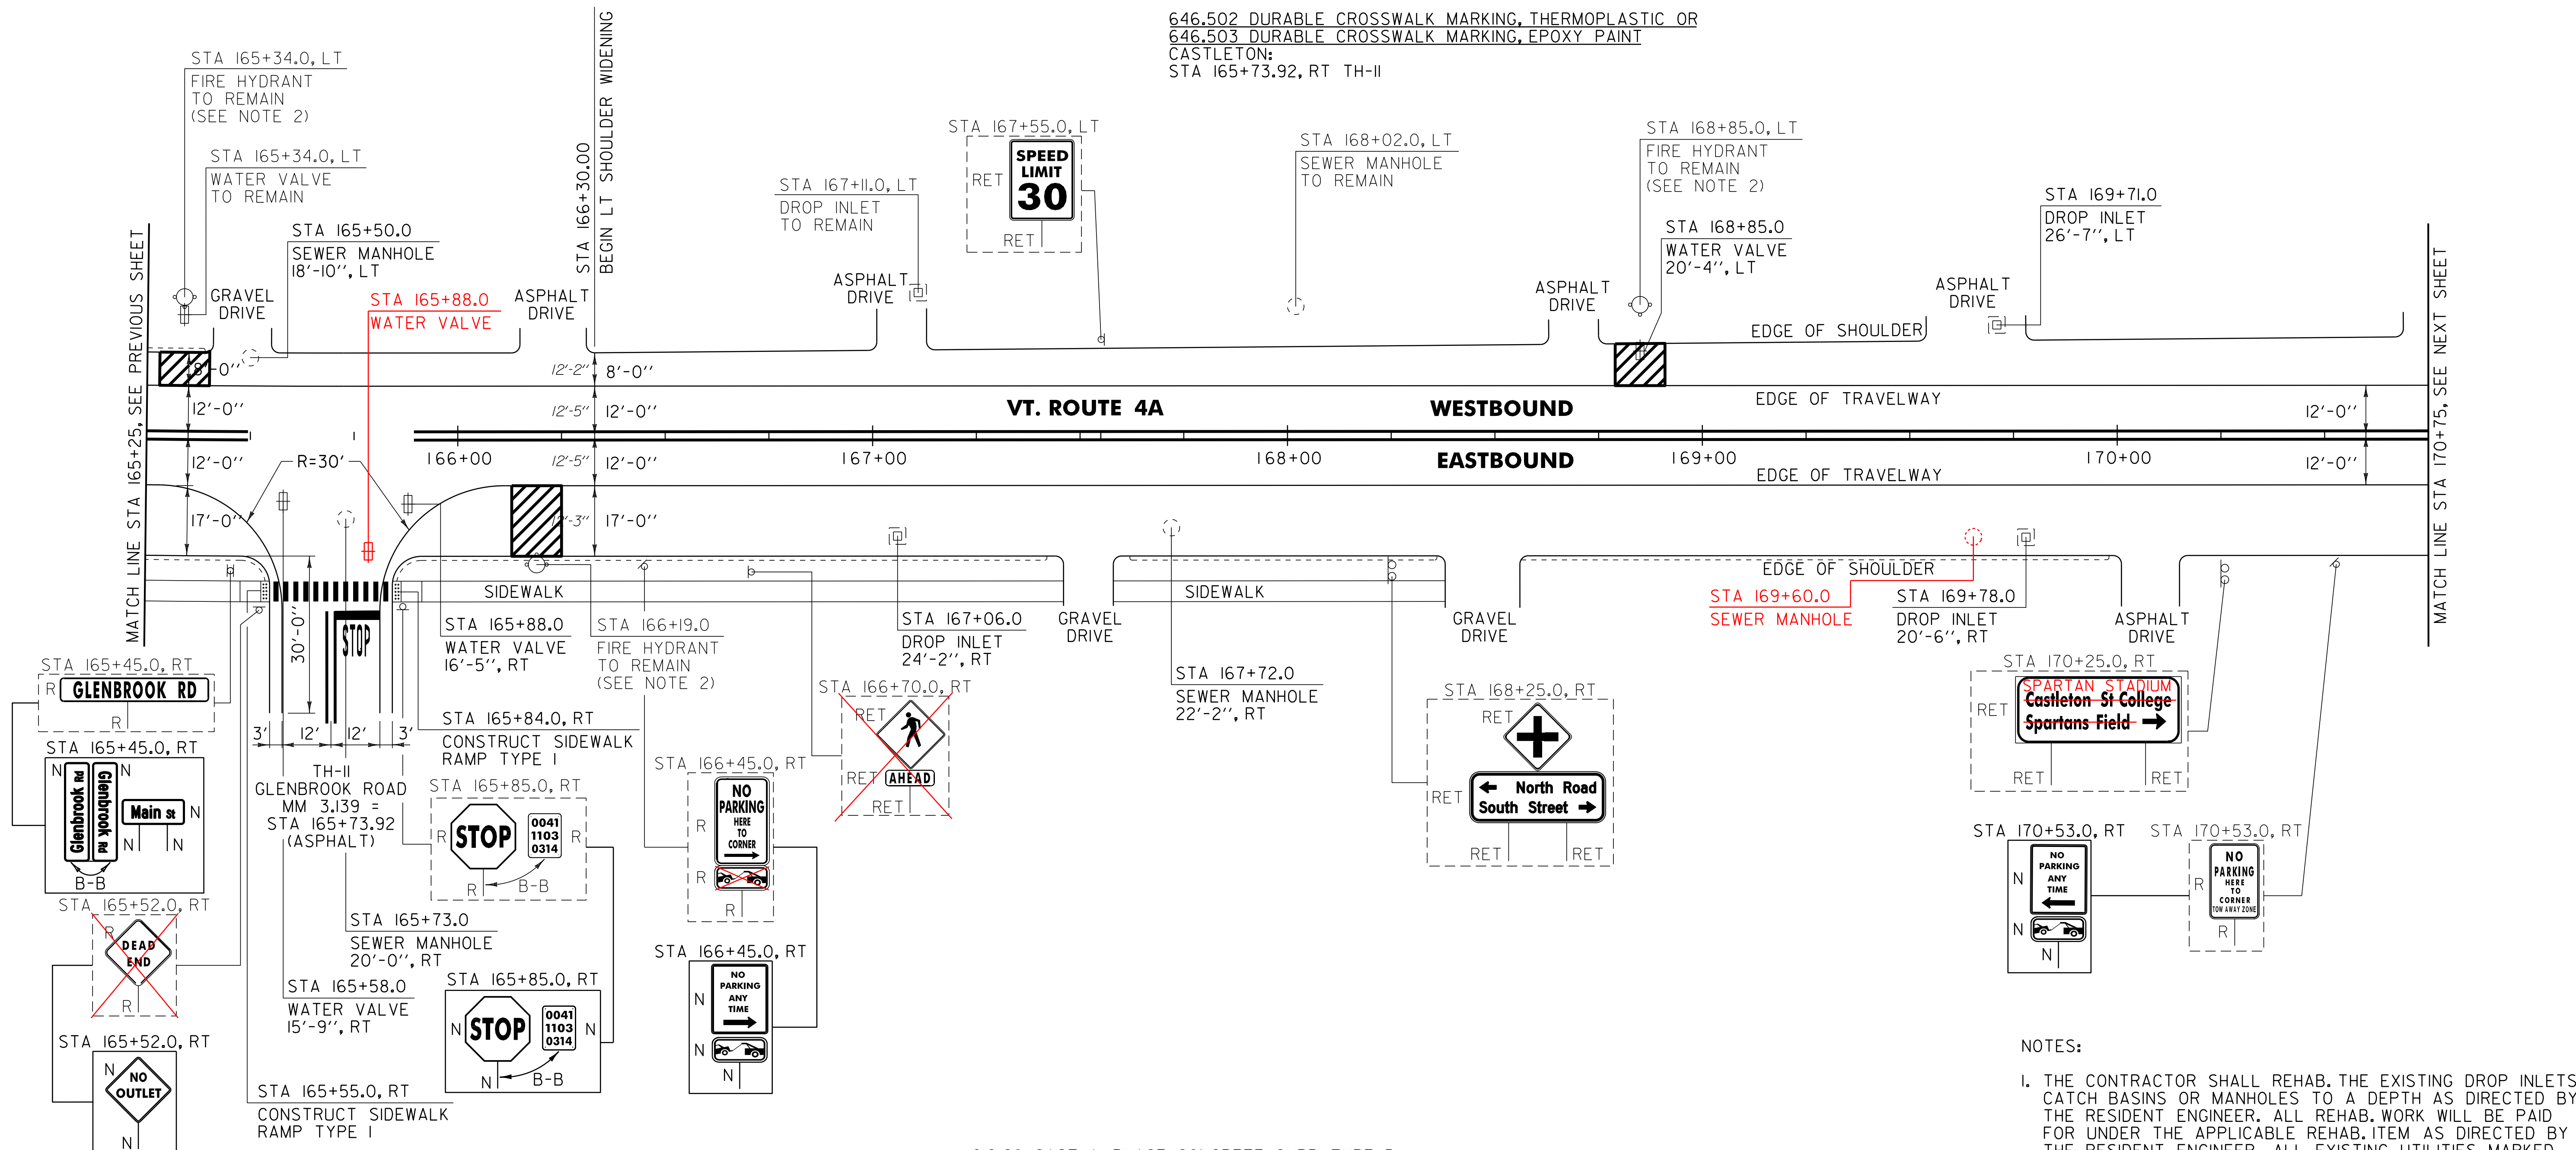 646.502 DURABLE CROSSWALK MARKING, THERMOPLASTIC OR
646.503 DURABLE CROSSWALK MARKING, EPOXY PAINT
CASTLETON:
STA 165+73.92, RT TH-11
STA 165+34.0, LT
FIRE HYDRANT
TO REMAIN
(SEE NOTE 2)
STA 165+34.0, LT
WATER VALVE
TO REMAIN
STA 165+50.0
SEWER MANHOLE
18'-10'', LT
STA 165+88.0
WATER VALVE
GRAVEL
DRIVE
ASPHALT
DRIVE
STA 166+30.00
BEGIN LT SHOULDER WIDENING
STA 167+11.0, LT
DROP INLET
TO REMAIN
ASPHALT
DRIVE
STA 167+55.0, LT
RET
SPEED
LIMIT
30
RET
STA 168+02.0, LT
SEWER MANHOLE
TO REMAIN
STA 168+85.0, LT
FIRE HYDRANT
TO REMAIN
(SEE NOTE 2)
STA 168+85.0
WATER VALVE
20'-4'', LT
ASPHALT
DRIVE
STA 169+71.0
DROP INLET
26'-7'', LT
ASPHALT
DRIVE
MATCH LINE STA 165+25, SEE PREVIOUS SHEET
MATCH LINE STA 170+75, SEE NEXT SHEET
EDGE OF SHOULDER
8'-0''
12'-2'' 8'-0''
12'-0''
12'-5'' 12'-0''
VT. ROUTE 4A
WESTBOUND
EDGE OF TRAVELWAY
12'-0''
12'-0''
R=30'
166+00
12'-5'' 12'-0''
167+00
168+00
EASTBOUND
169+00
170+00
12'-0''
EDGE OF TRAVELWAY
17'-0''
12'-3'' 17'-0''
EDGE OF SHOULDER
SIDEWALK
SIDEWALK
30'-0''
STOP
3' 12' 12' 3'
TH-11
GLENBROOK ROAD
MM 3.139 =
STA 165+73.92
(ASPHALT)
STA 165+45.0, RT
R
GLENBROOK RD
R
STA 165+45.0, RT
N
Glenbrook Rd
Glenbrook Rd
N
Main St
N
N
N
B-B
STA 165+52.0, RT
R
DEAD
END
R
STA 165+52.0, RT
N
NO
OUTLET
N
STA 165+55.0, RT
CONSTRUCT SIDEWALK
RAMP TYPE 1
STA 165+58.0
WATER VALVE
15'-9'', RT
STA 165+73.0
SEWER MANHOLE
20'-0'', RT
STA 165+88.0
WATER VALVE
16'-5'', RT
STA 165+84.0, RT
CONSTRUCT SIDEWALK
RAMP TYPE 1
STA 165+85.0, RT
R
STOP
0041
1103
0314
R
R
B-B
STA 165+85.0, RT
N
STOP
0041
1103
0314
N
N
B-B
STA 166+19.0
FIRE HYDRANT
TO REMAIN
(SEE NOTE 2)
STA 166+45.0, RT
R
NO
PARKING
HERE
TO
CORNER
R
R
STA 166+45.0, RT
N
NO
PARKING
ANY
TIME
N
N
STA 166+70.0, RT
RET
RET
AHEAD
RET
STA 167+06.0
DROP INLET
24'-2'', RT
GRAVEL
DRIVE
STA 167+72.0
SEWER MANHOLE
22'-2'', RT
GRAVEL
DRIVE
STA 168+25.0, RT
RET
RET
North Road
South Street
RET
RET
STA 169+60.0
SEWER MANHOLE
STA 169+78.0
DROP INLET
20'-6'', RT
ASPHALT
DRIVE
STA 170+25.0, RT
RET
SPARTAN STADIUM
Castleton St College
Spartans Field
RET
RET
STA 170+53.0, RT
N
NO
PARKING
ANY
TIME
N
N
STA 170+53.0, RT
R
NO
PARKING
HERE
TO
CORNER
TOW AWAY ZONE
R
NOTES:
1. THE CONTRACTOR SHALL REHAB. THE EXISTING DROP INLETS
CATCH BASINS OR MANHOLES TO A DEPTH AS DIRECTED BY
THE RESIDENT ENGINEER. ALL REHAB. WORK WILL BE PAID
FOR UNDER THE APPLICABLE REHAB. ITEM AS DIRECTED BY
THE RESIDENT ENGINEER. ALL EXISTING UTILITIES MARKED